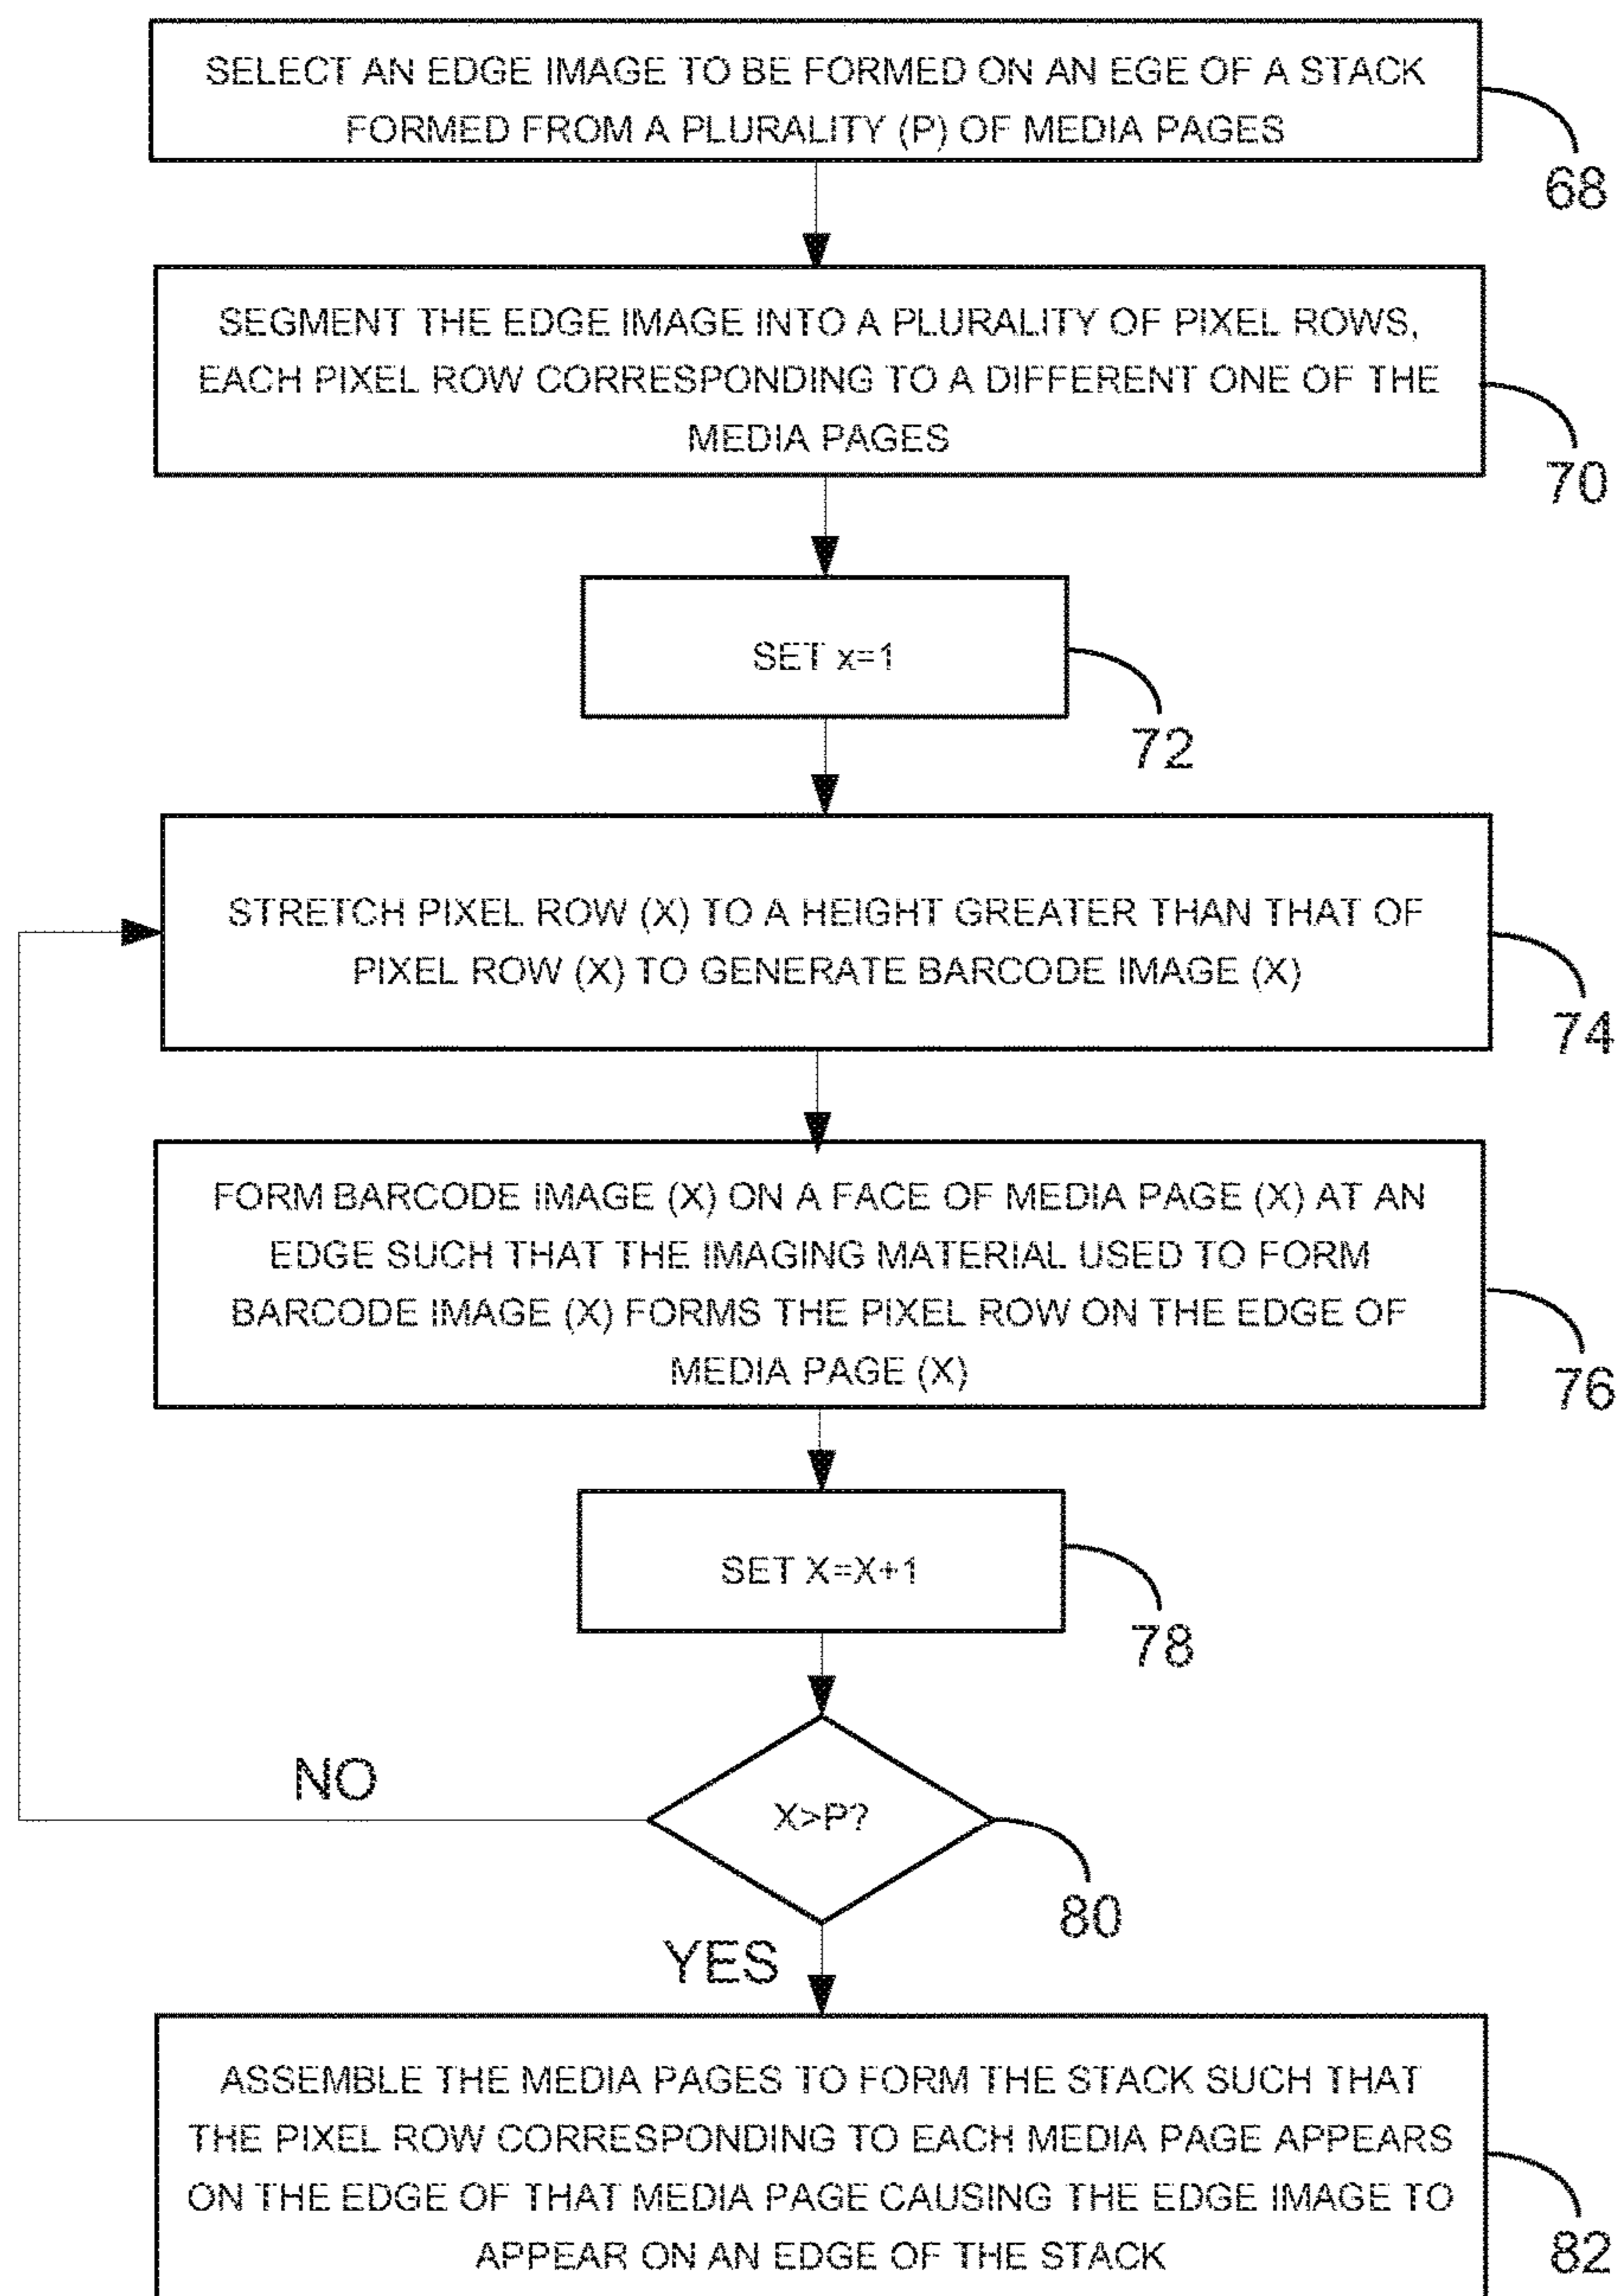 SELECT AN EDGE IMAGE TO BE FORMED ON AN EGE OF A STACK
FORMED FROM A PLURALITY (P) OF MEDIA PAGES
68
SEGMENT THE EDGE IMAGE INTO A PLURALITY OF PIXEL ROWS,
EACH PIXEL ROW CORRESPONDING TO A DIFFERENT ONE OF THE
MEDIA PAGES
70
SET x=1
72
STRETCH PIXEL ROW (X) TO A HEIGHT GREATER THAN THAT OF
PIXEL ROW (X) TO GENERATE BARCODE IMAGE (X)
74
FORM BARCODE IMAGE (X) ON A FACE OF MEDIA PAGE (X) AT AN
EDGE SUCH THAT THE IMAGING MATERIAL USED TO FORM
BARCODE IMAGE (X) FORMS THE PIXEL ROW ON THE EDGE OF
MEDIA PAGE (X)
76
SET X=X+1
78
NO
X>P?
80
YES
ASSEMBLE THE MEDIA PAGES TO FORM THE STACK SUCH THAT
THE PIXEL ROW CORRESPONDING TO EACH MEDIA PAGE APPEARS
ON THE EDGE OF THAT MEDIA PAGE CAUSING THE EDGE IMAGE TO
APPEAR ON AN EDGE OF THE STACK
82